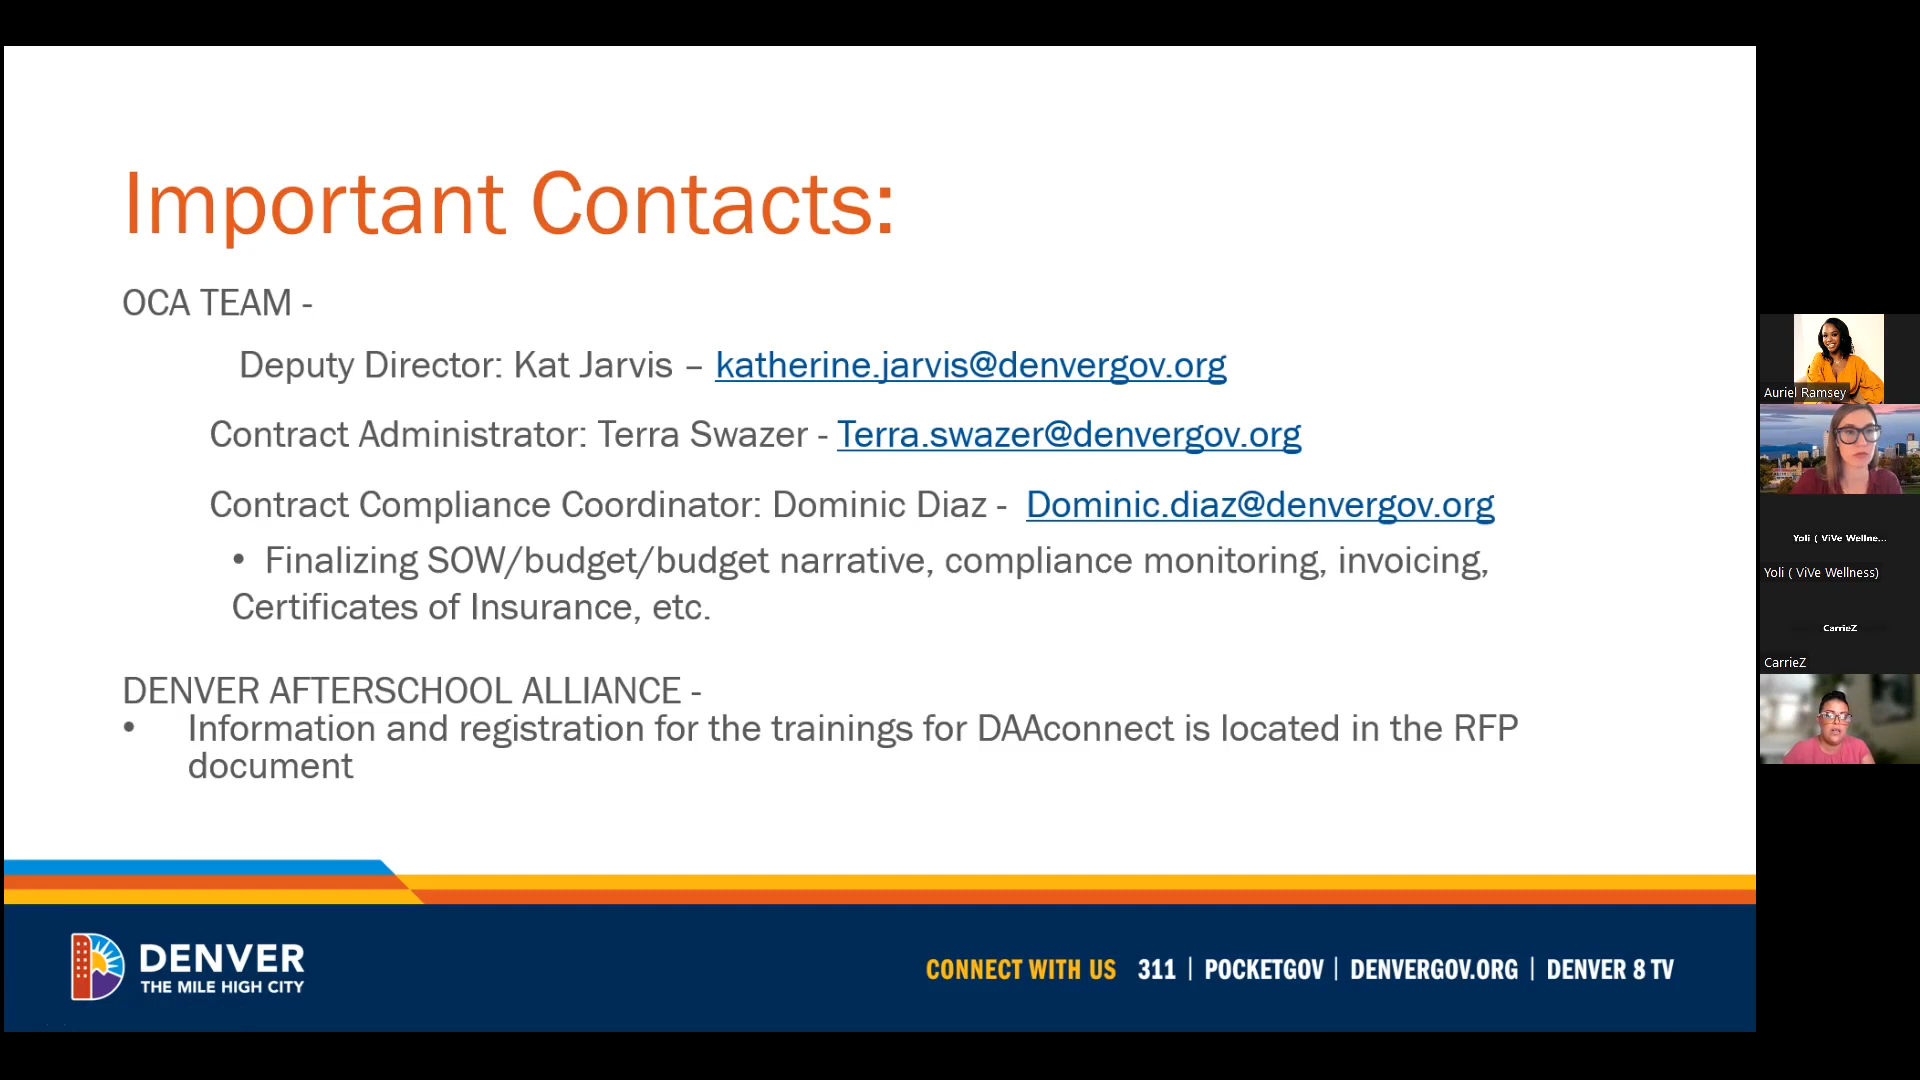 Important Contacts:
OCA TEAM -
Deputy Director: Kat Jarvis – katherine.jarvis@denvergov.org
Contract Administrator: Terra Swazer - Terra.swazer@denvergov.org
Contract Compliance Coordinator: Dominic Diaz - Dominic.diaz@denvergov.org
• Finalizing SOW/budget/budget narrative, compliance monitoring, invoicing,
Certificates of Insurance, etc.
DENVER AFTERSCHOOL ALLIANCE -
• Information and registration for the trainings for DAAconnect is located in the RFP
document
DENVER
THE MILE HIGH CITY
CONNECT WITH US 311 | POCKETGOV | DENVERGOV.ORG | DENVER 8 TV
Auriel Ramsey
Yoli ( ViVe Wellne...
Yoli ( ViVe Wellness)
CarrieZ
CarrieZ